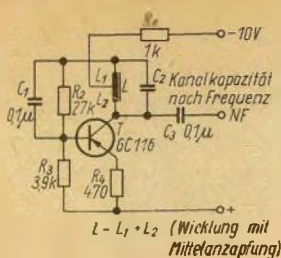 R1
1k
-10V
C1
0,1µ
R2
27k
L1
L2
L
C2
Kanalkapazität
nach Frequenz
NF
C3
0,1µ
T
GC116
R3
3,9k
R4
470
+
L - L1 + L2 (Wicklung mit
Mittelanzapfung)